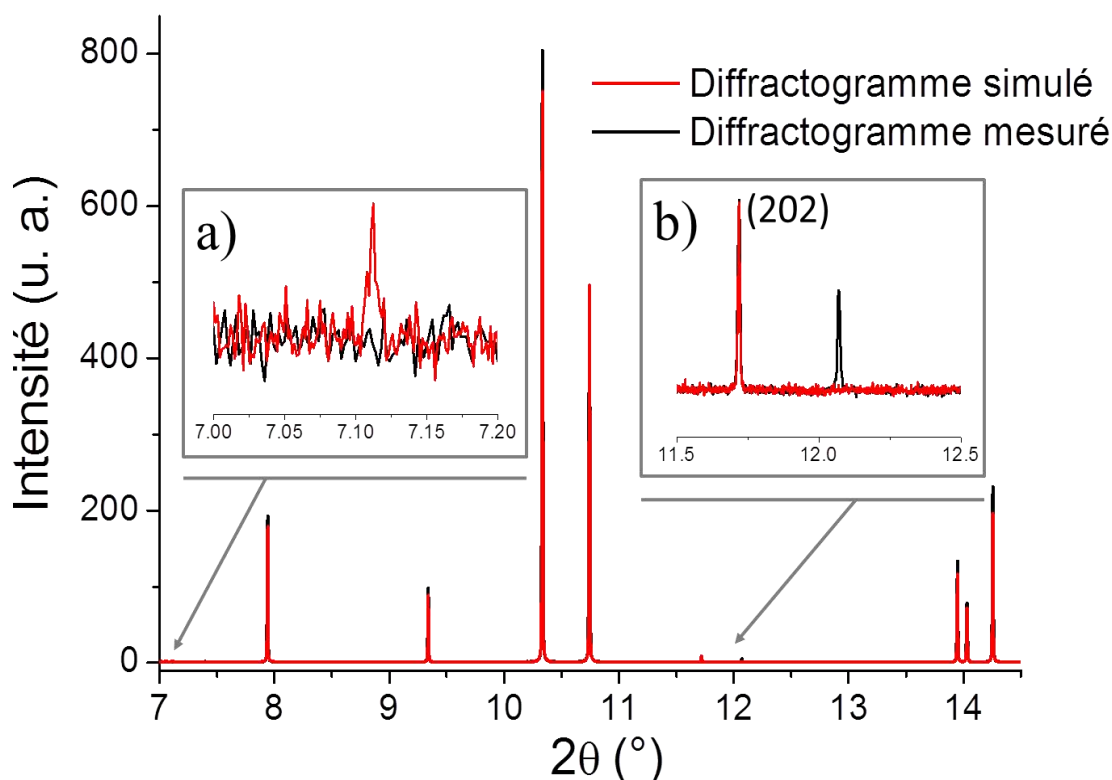 Intensité (u. a.)
800
600
400
200
0
Diffractogramme simulé
Diffractogramme mesuré
a)
7.00 7.05 7.10 7.15 7.20
b)
(202)
11.5 12.0 12.5
7 8 9 10 11 12 13 14
2θ (°)